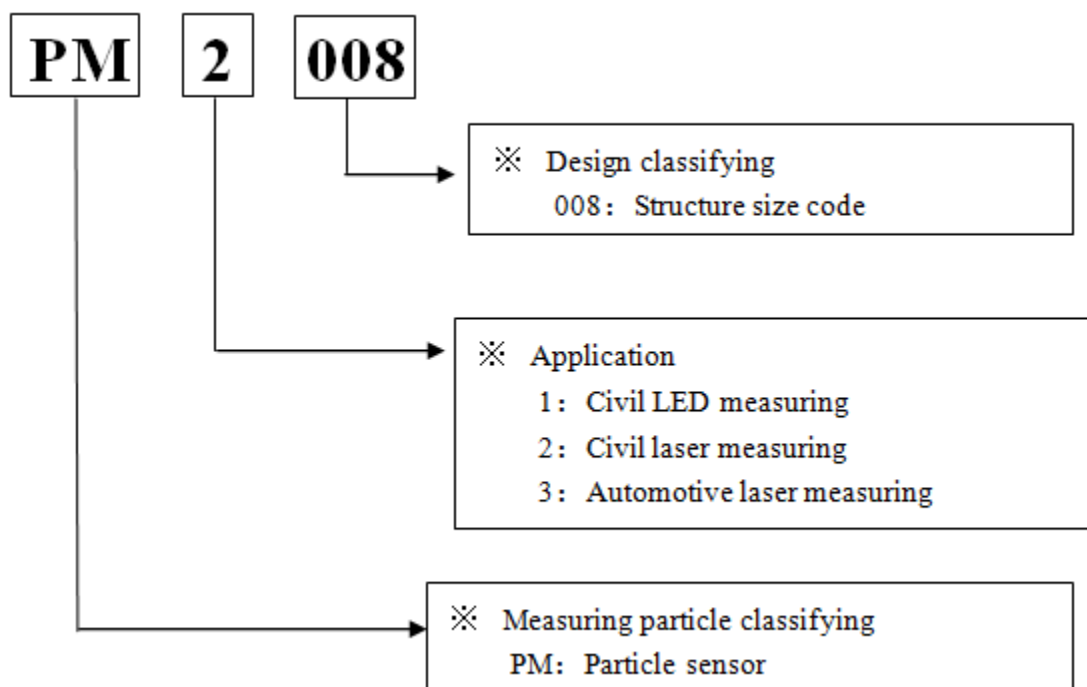 PM 2 008
※ Design classifying
008：Structure size code
※ Application
1：Civil LED measuring
2：Civil laser measuring
3：Automotive laser measuring
※ Measuring particle classifying
PM：Particle sensor